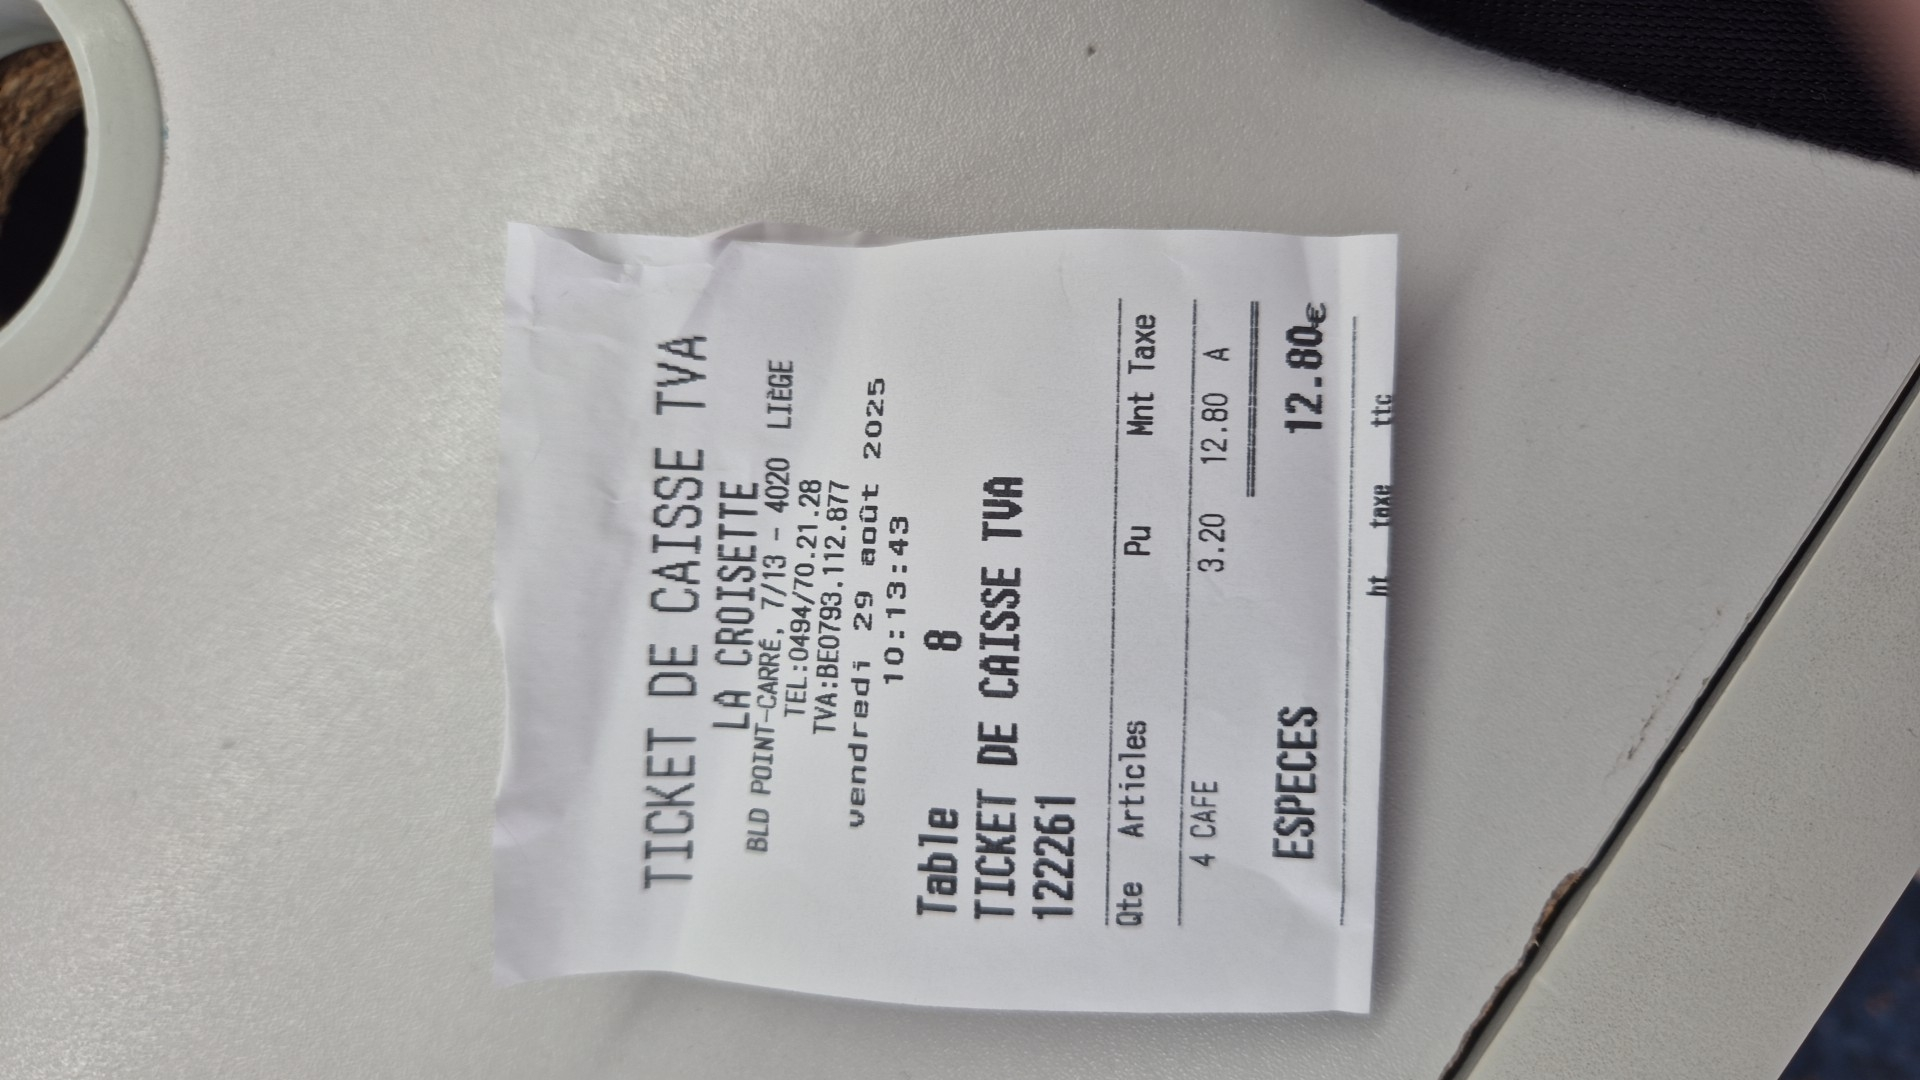 TICKET DE CAISSE TVA
LA CROISETTE
BLD POINT-CARRÉ, 7/13 - 4020 LIÈGE
TEL:0494/70.21.28
TVA:BE0793.112.877
vendredi 29 août 2025
10:13:43
Table 8
TICKET DE CAISSE TVA
122261
Qte Articles Pu Mnt Taxe
4 CAFE 3.20 12.80 A
ESPECES 12.80€
ht taxe ttc